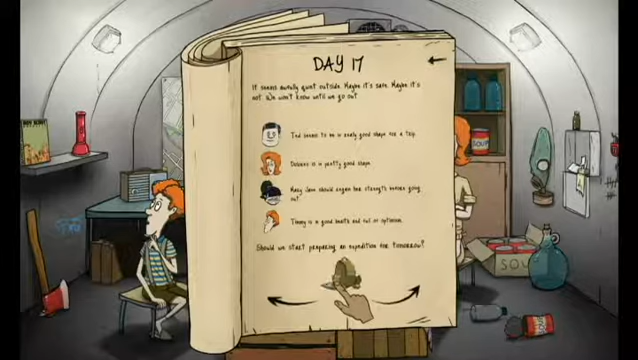 DAY 17
It seems awfully quiet outside. Maybe it's safe. Maybe it's
not. We won't know until we go out.
Ted seems to be in really good shape for a trip.
Dolores is in pretty good shape.
Mary Jane should regain her strength before going
out.
Timmy is in good health and full of optimism.
Should we start preparing an expedition for tomorrow?
SOUP
SOUP